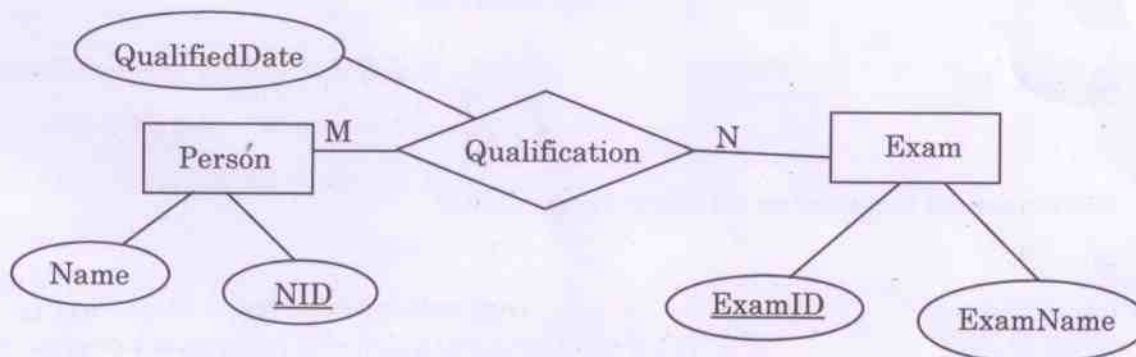 QualifiedDate
Person
M
Qualification
N
Exam
Name
NID
ExamID
ExamName